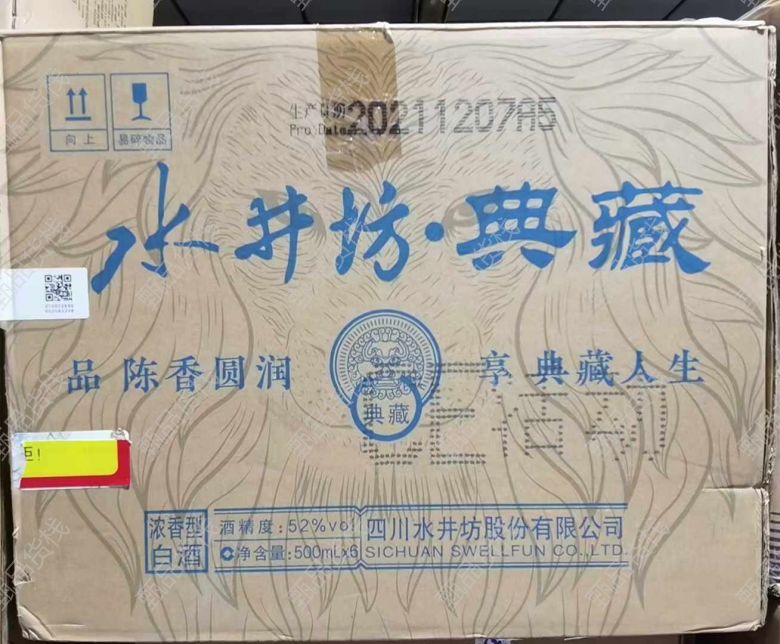 生产日期
Pro Date 20211207A5
向上
易碎物品
水井坊·典藏
品 陈香圆润
享 典藏人生
典藏
浓香型
白酒
酒精度:52%vol
净含量:500mL×6
四川水井坊股份有限公司
SICHUAN SWELLFUN CO.,LTD.